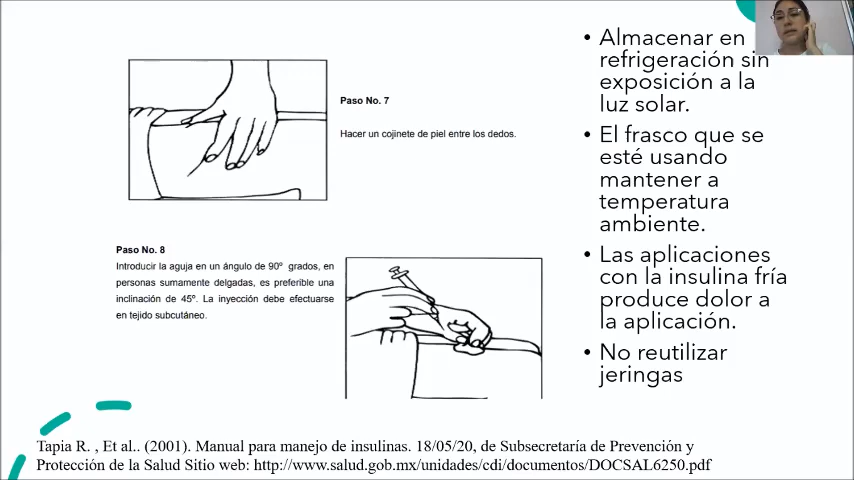 Paso No. 7
Hacer un cojinete de piel entre los dedos.
Paso No. 8
Introducir la aguja en un ángulo de 90º grados, en
personas sumamente delgadas, es preferible una
inclinación de 45º. La inyección debe efectuarse
en tejido subcutáneo.
• Almacenar en
refrigeración sin
exposición a la
luz solar.
• El frasco que se
esté usando
mantener a
temperatura
ambiente.
• Las aplicaciones
con la insulina fría
produce dolor a
la aplicación.
• No reutilizar
jeringas
Tapia R. , Et al.. (2001). Manual para manejo de insulinas. 18/05/20, de Subsecretaría de Prevención y
Protección de la Salud Sitio web: http://www.salud.gob.mx/unidades/cdi/documentos/DOCSAL6250.pdf